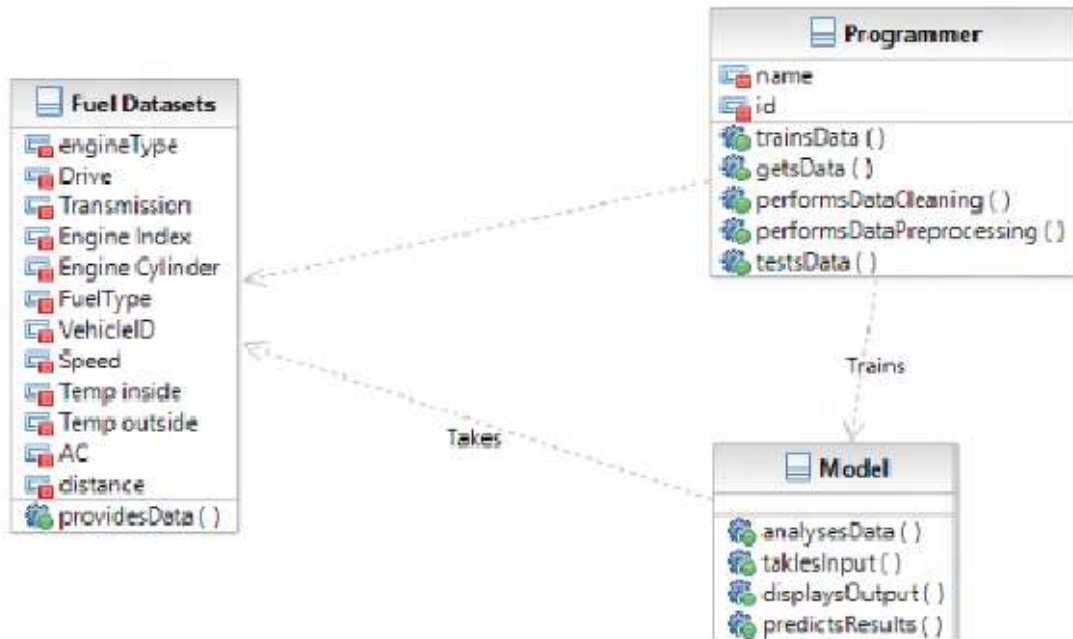 Fuel Datasets
engineType
Drive
Transmission
Engine Index
Engine Cylinder
FuelType
VehicleID
Speed
Temp inside
Temp outside
AC
distance
providesData ( )
Programmer
name
id
trainsData ( )
getsData ( )
performsDataCleaning ( )
performsDataPreprocessing ( )
testsData ( )
Trains
Takes
Model
analysesData ( )
taklesInput ( )
displaysOutput ( )
predictsResults ( )